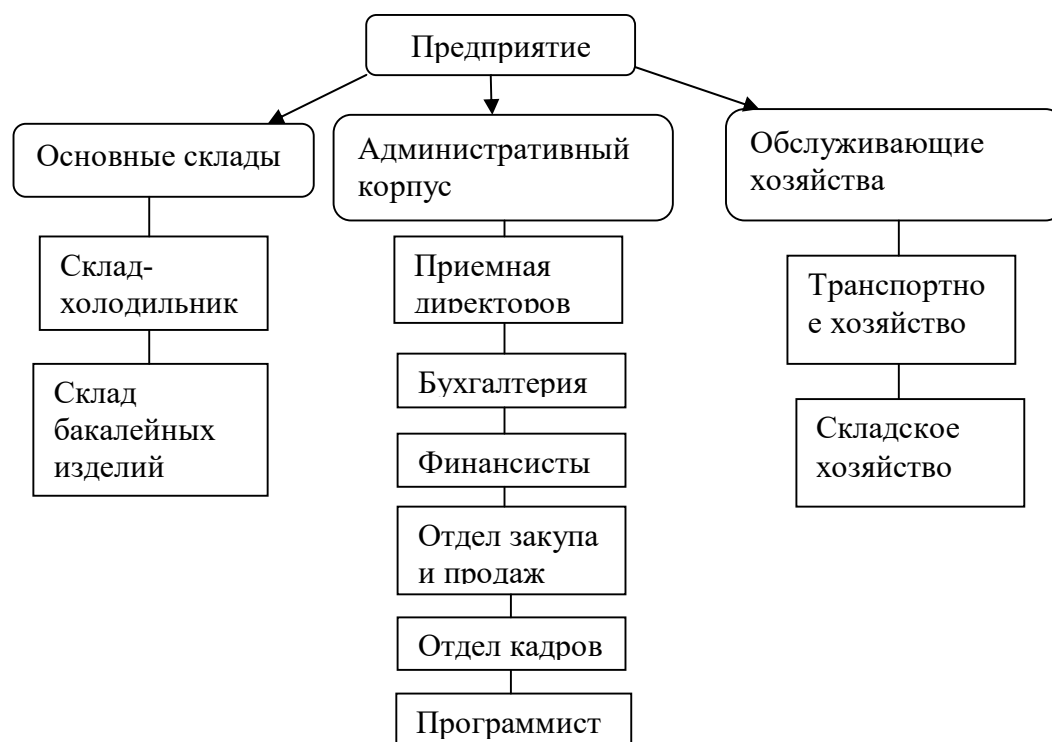 Предприятие
Основные склады
Административный
корпус
Обслуживающие
хозяйства
Склад-
холодильник
Склад
бакалейных
изделий
Приемная
директоров
Бухгалтерия
Финансисты
Отдел закупа
и продаж
Отдел кадров
Программист
Транспортно
е хозяйство
Складское
хозяйство